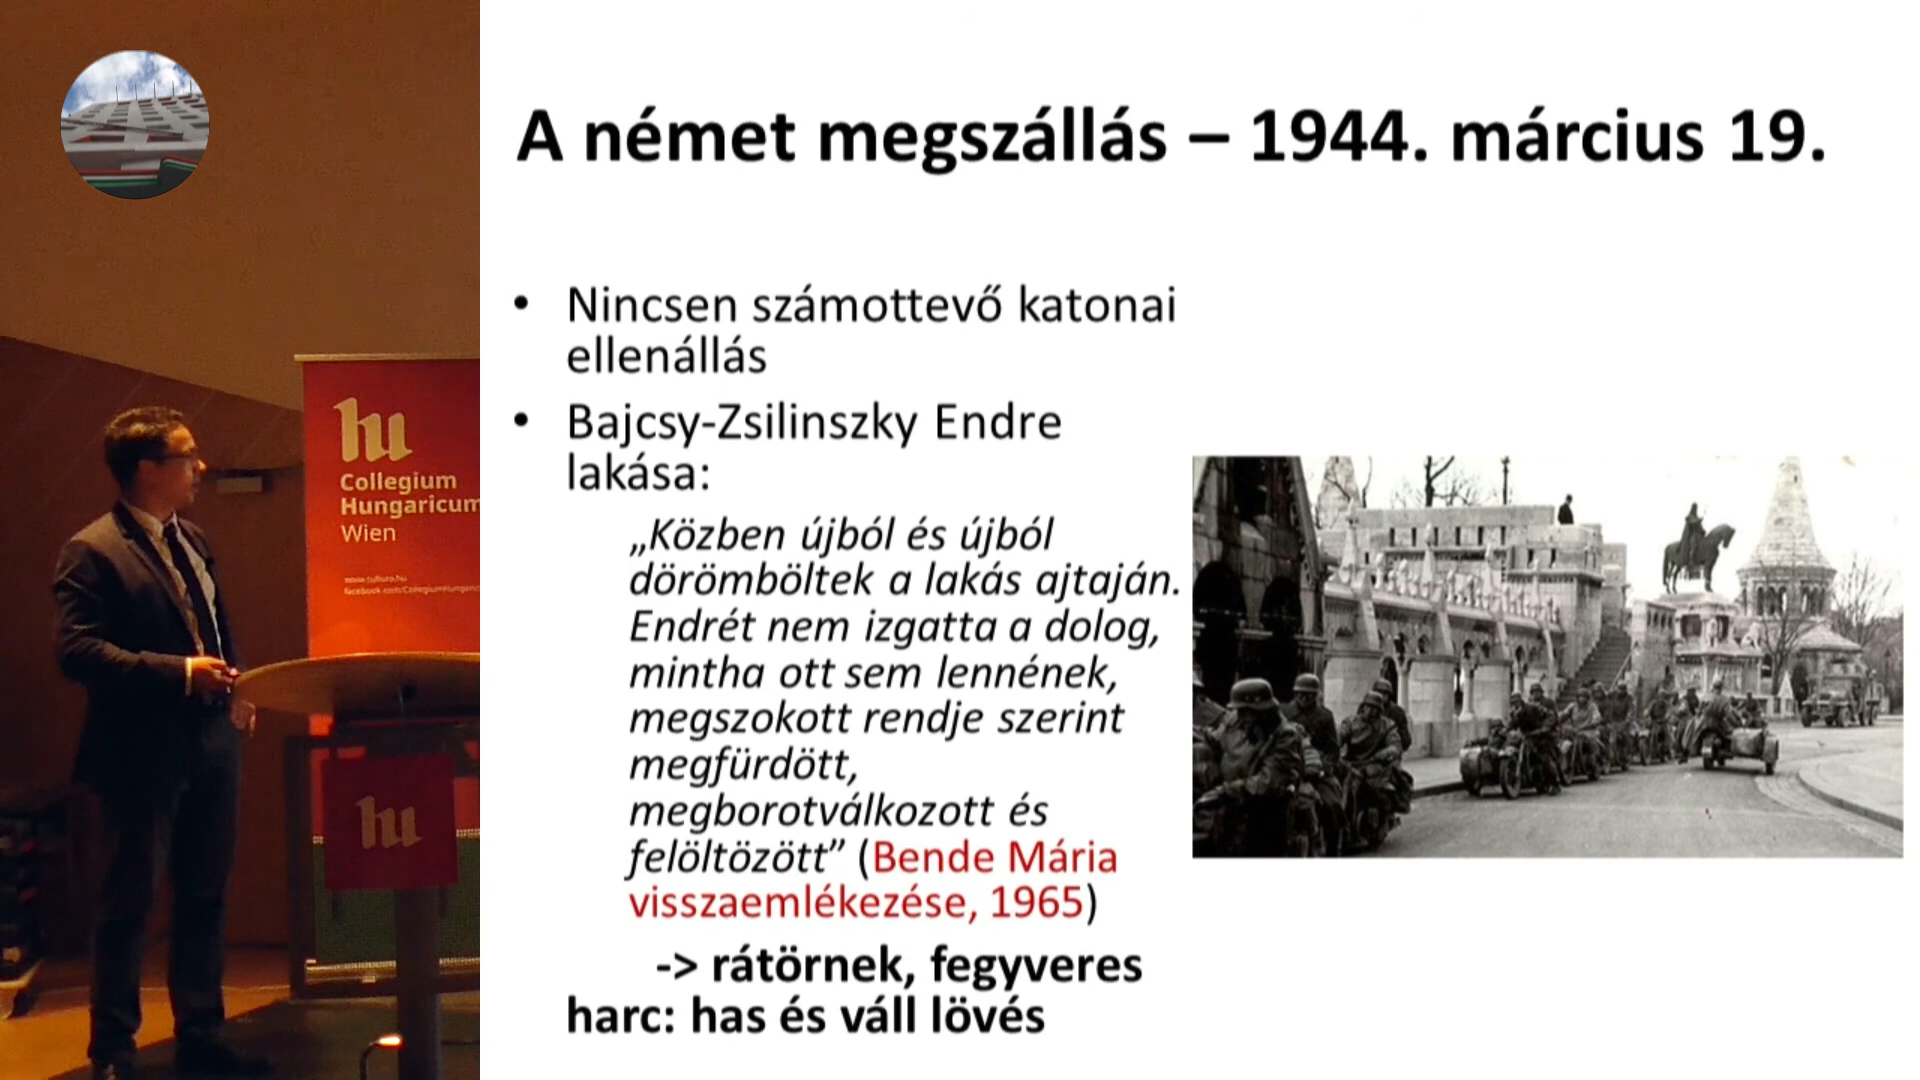 A német megszállás – 1944. március 19.
• Nincsen számottevő katonai
ellenállás
• Bajcsy-Zsilinszky Endre
lakása:
„Közben újból és újból
dörömböltek a lakás ajtaján.
Endrét nem izgatta a dolog,
mintha ott sem lennének,
megszokott rendje szerint
megfürdött,
megborotválkozott és
felöltözött” (Bende Mária
visszaemlékezése, 1965)
-> rátörnek, fegyveres
harc: has és váll lövés
hu
Collegium
Hungaricum
Wien
hu